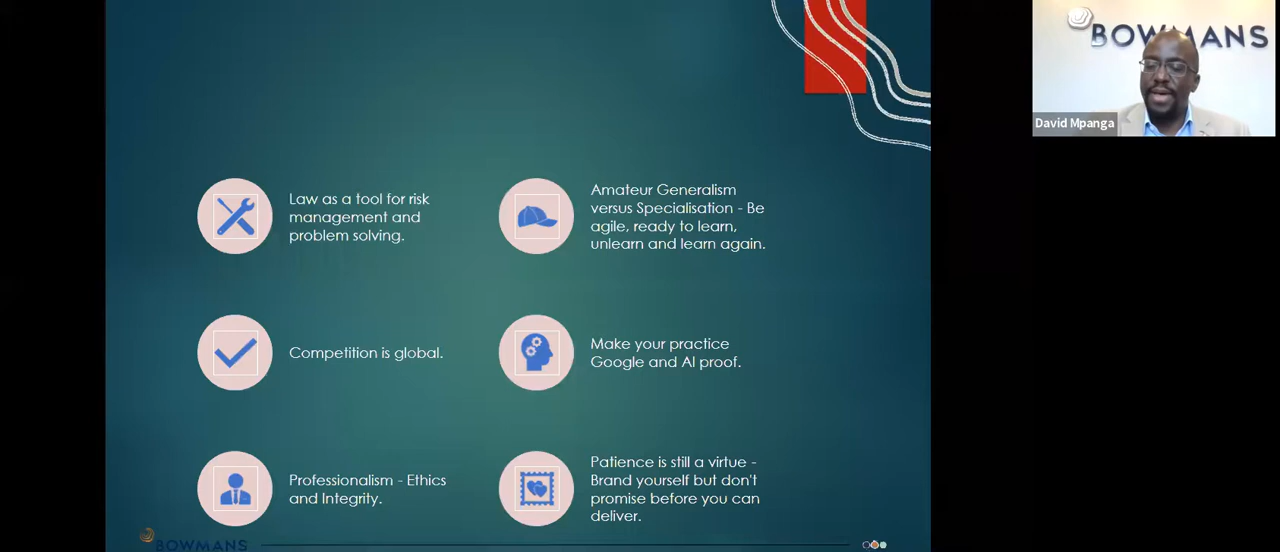 Law as a tool for risk
management and
problem solving.
Amateur Generalism
versus Specialisation - Be
agile, ready to learn,
unlearn and learn again.
Competition is global.
Make your practice
Google and AI proof.
Professionalism - Ethics
and Integrity.
Patience is still a virtue -
Brand yourself but don't
promise before you can
deliver.
BOWMANS
BOWMANS
David Mpanga